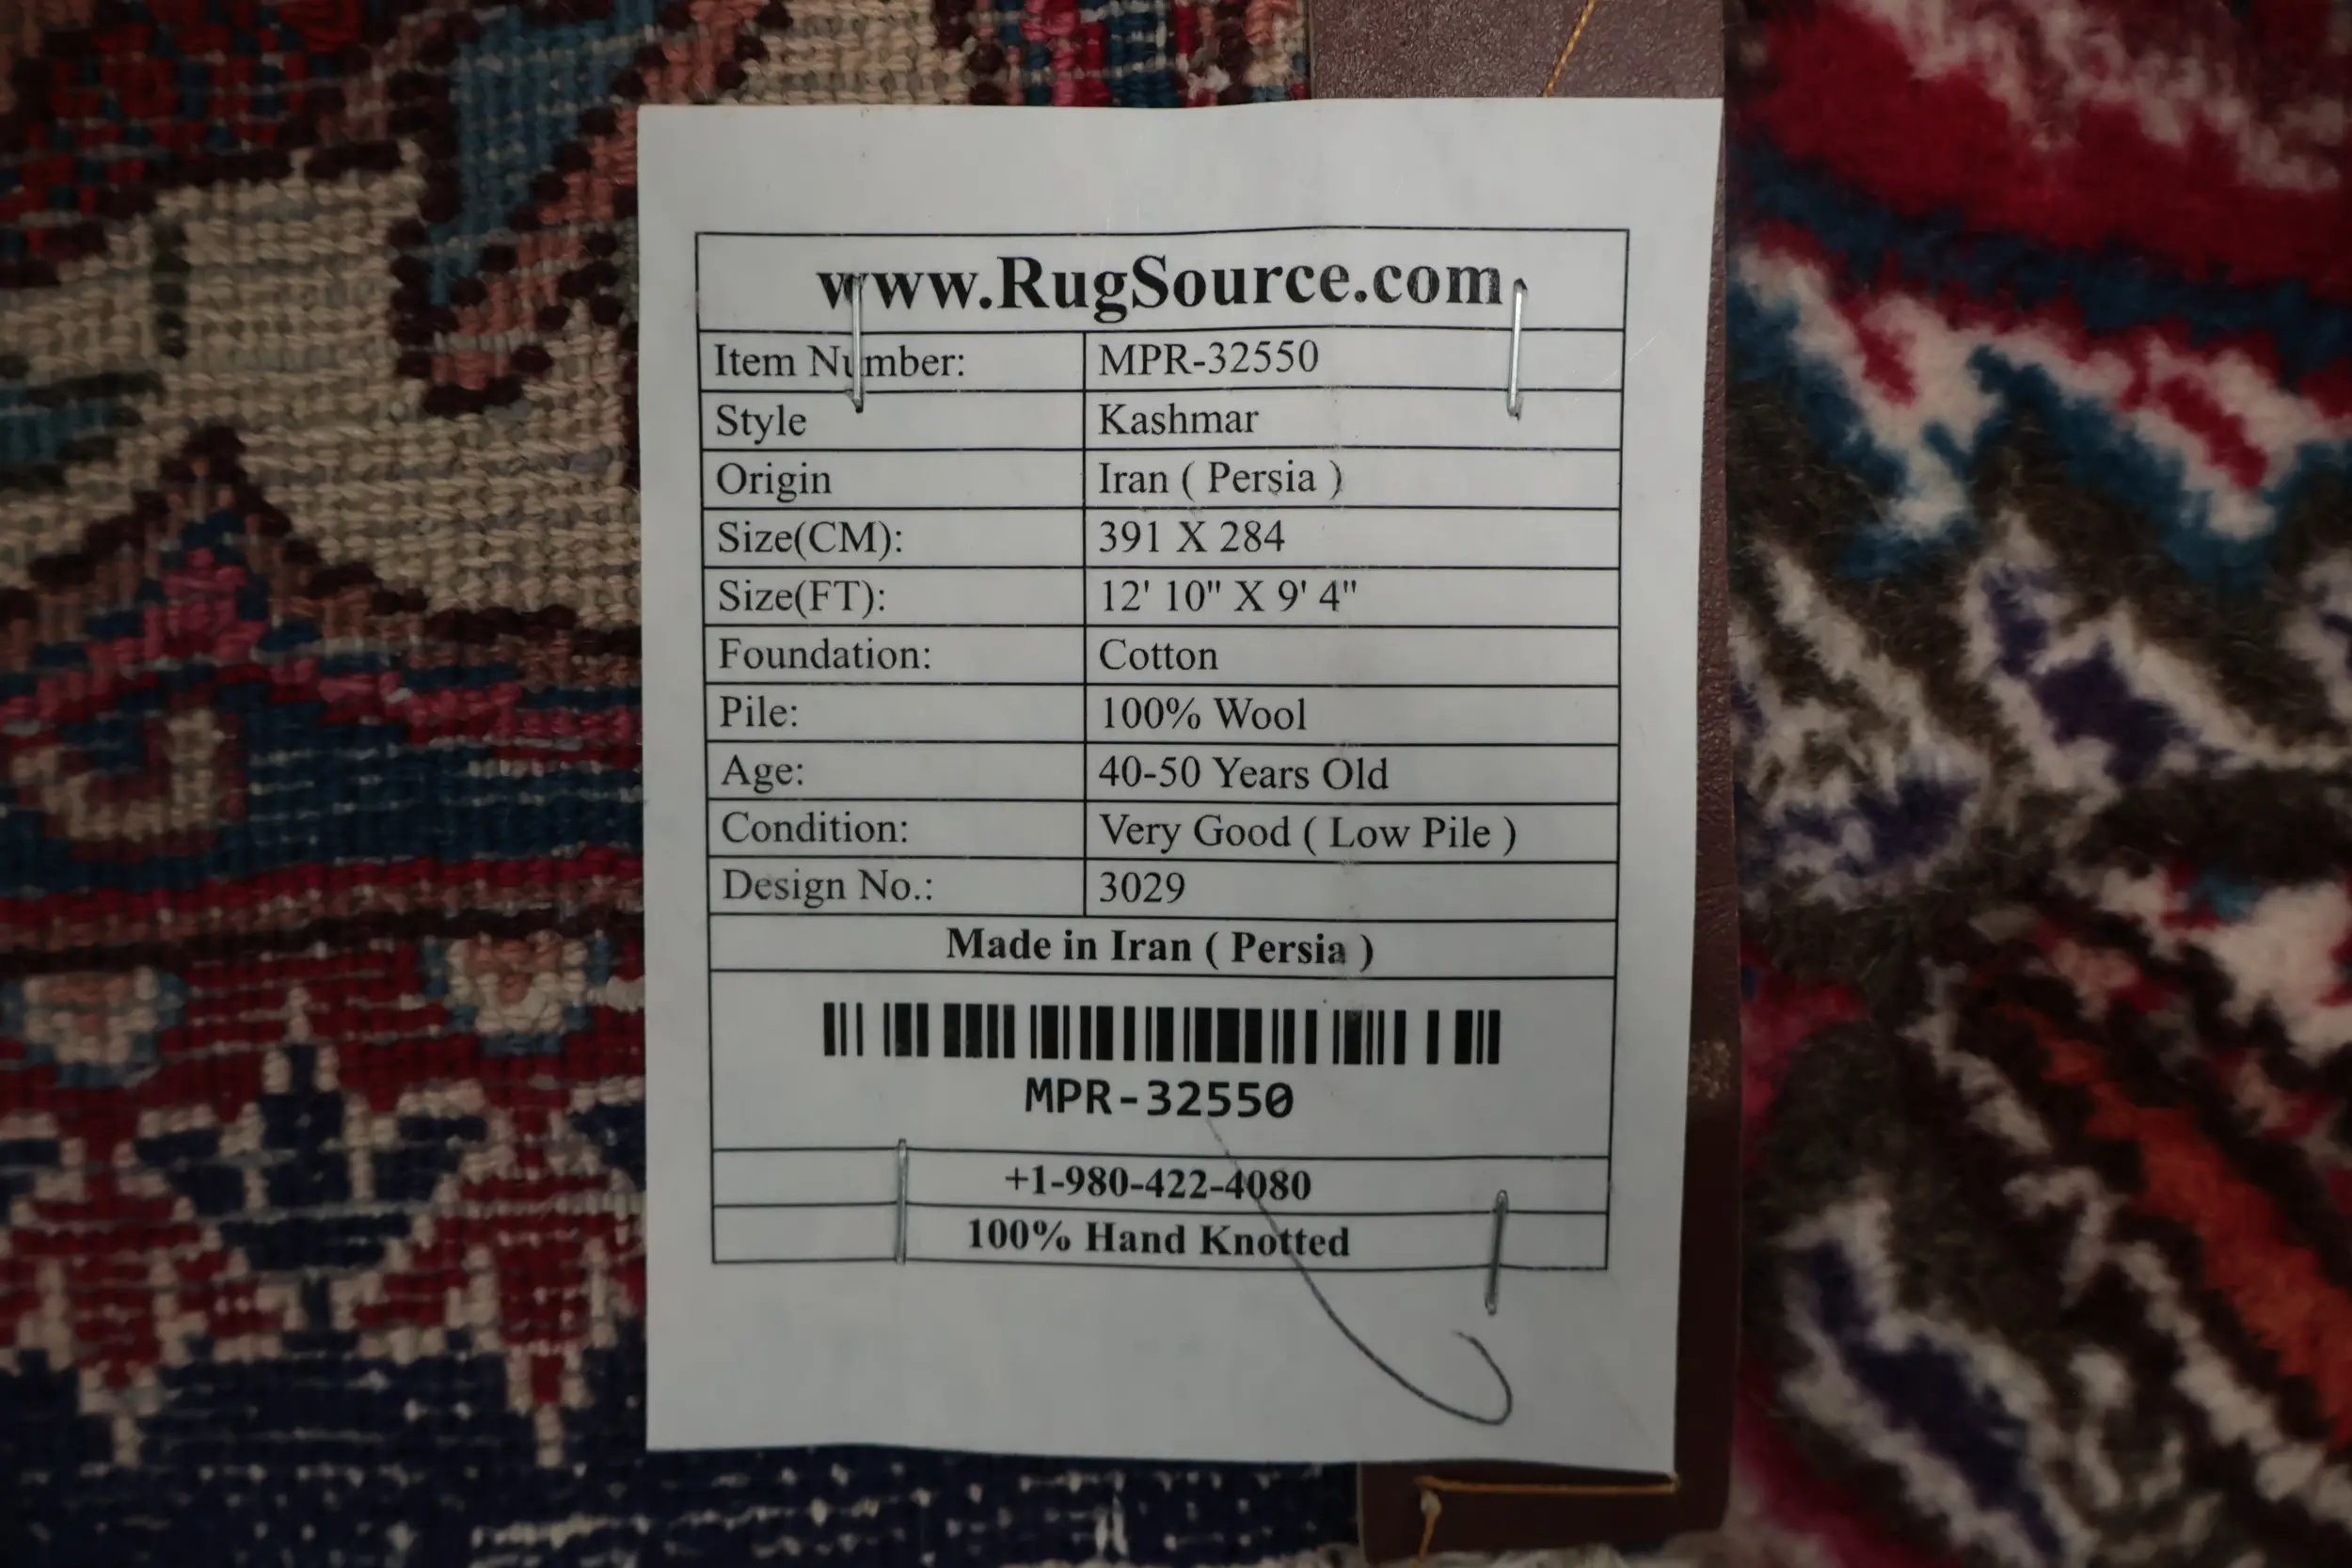 www.RugSource.com
Item Number: MPR-32550
Style Kashmar
Origin Iran ( Persia )
Size(CM): 391 X 284
Size(FT): 12' 10" X 9' 4"
Foundation: Cotton
Pile: 100% Wool
Age: 40-50 Years Old
Condition: Very Good ( Low Pile )
Design No.: 3029
Made in Iran ( Persia )
MPR-32550
+1-980-422-4080
100% Hand Knotted